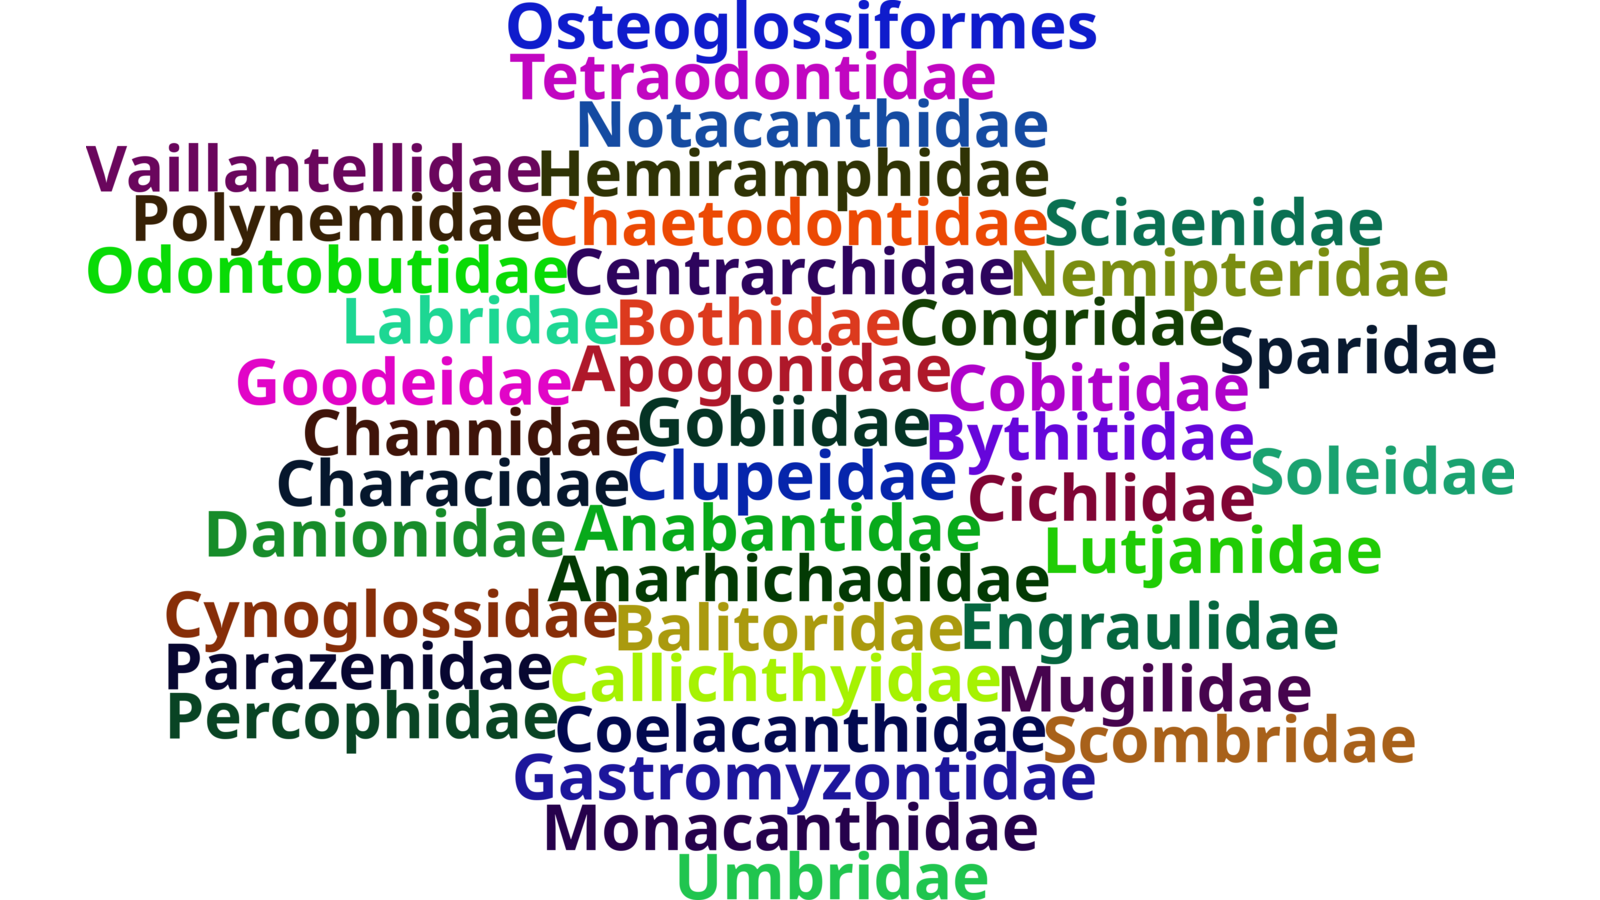 Osteoglossiformes
Tetraodontidae
Notacanthidae
Vaillantellidae Hemiramphidae
Polynemidae Chaetodontidae Sciaenidae
Odontobutidae Centrarchidae Nemipteridae
Labridae Bothidae Congridae Sparidae
Goodeidae Apogonidae Cobitidae
Channidae Gobiidae Bythitidae
Characidae Clupeidae Cichlidae Soleidae
Danionidae Anabantidae Lutjanidae
Anarhichadidae
Cynoglossidae Balitoridae Engraulidae
Parazenidae Callichthyidae Mugilidae
Percophidae Coelacanthidae Scombridae
Gastromyzontidae
Monacanthidae
Umbridae